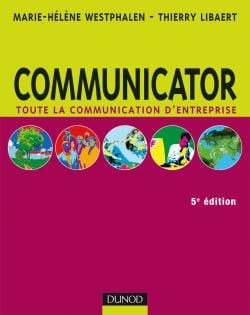 MARIE-HÉLÈNE WESTPHALEN - THIERRY LIBAERT
COMMUNICATOR
TOUTE LA COMMUNICATION D'ENTREPRISE
5e édition
DUNOD